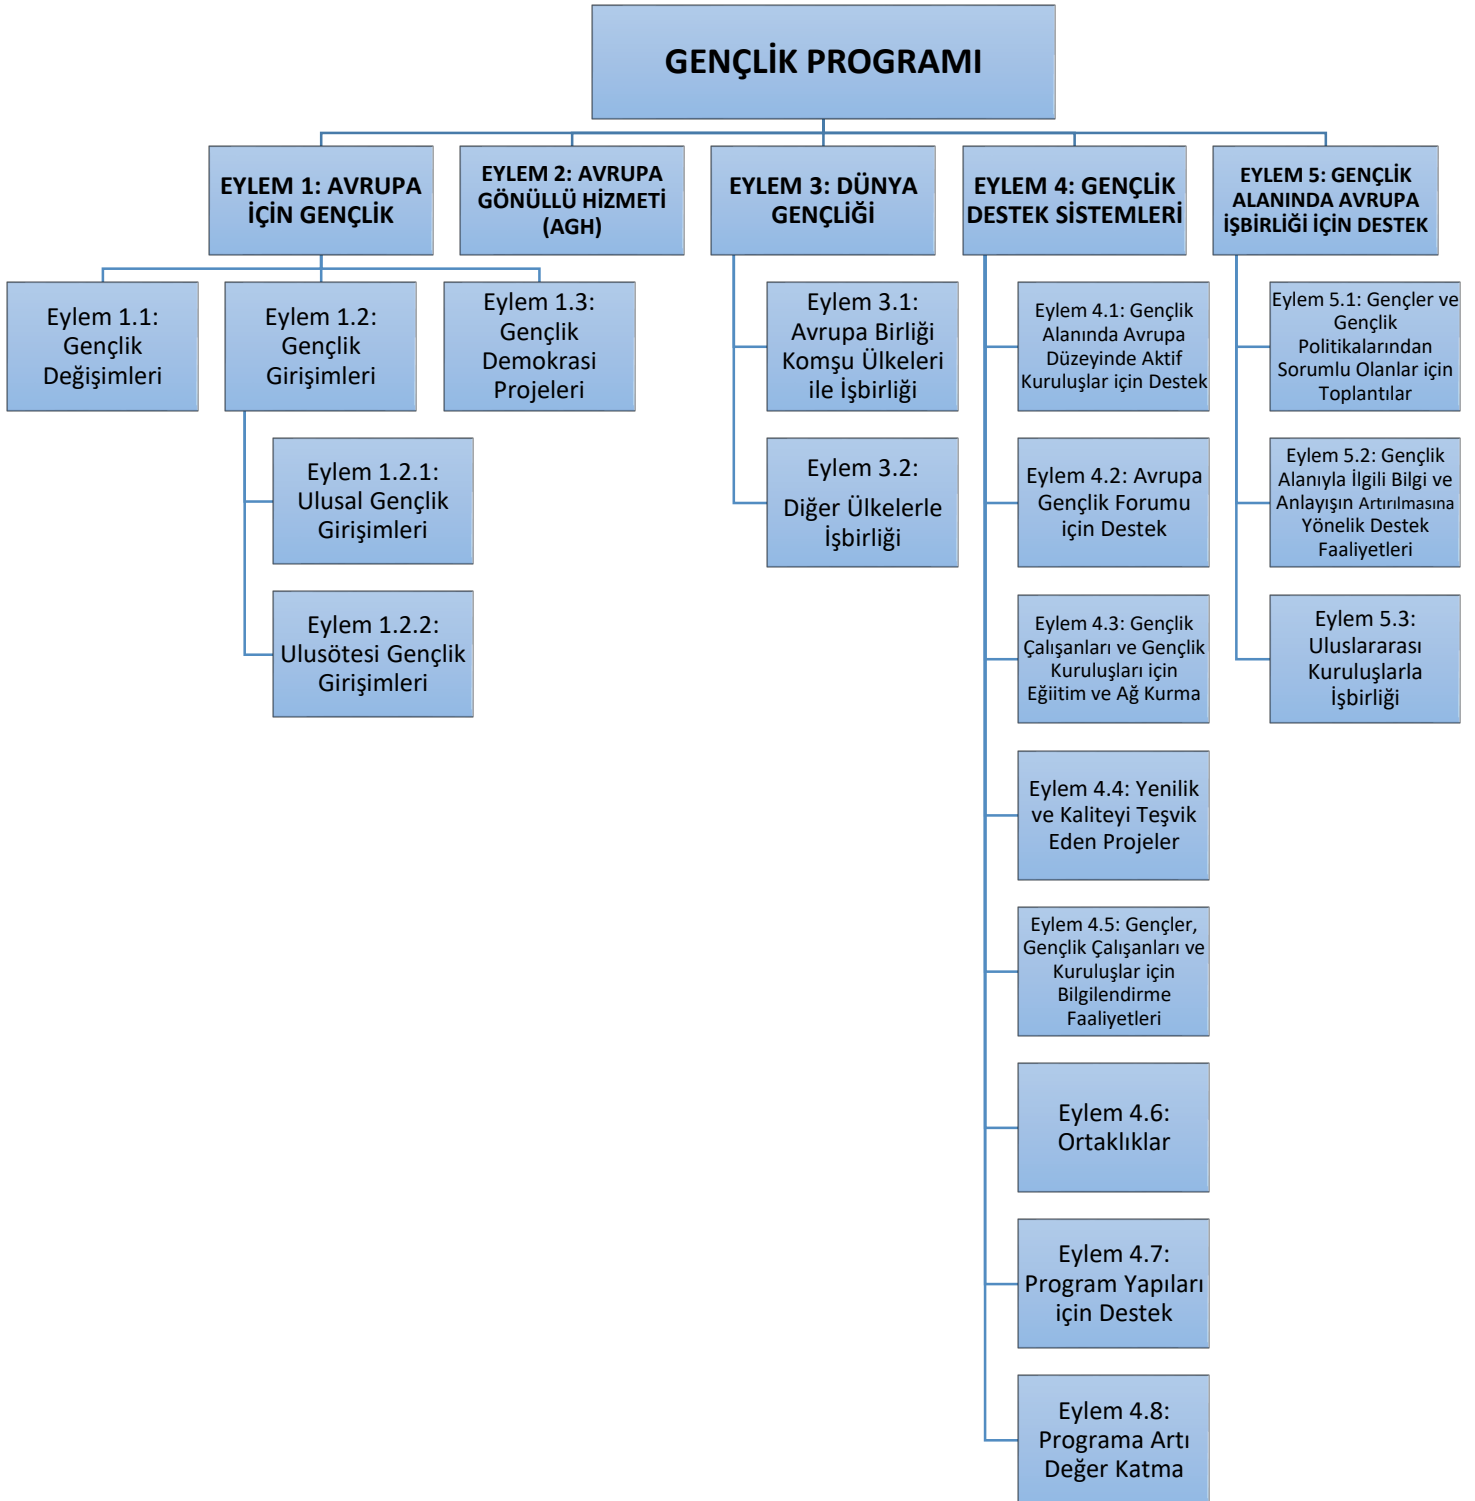 GENÇLİK PROGRAMI
EYLEM 1: AVRUPA
İÇİN GENÇLİK
EYLEM 2: AVRUPA
GÖNÜLLÜ HİZMETİ
(AGH)
EYLEM 3: DÜNYA
GENÇLİĞİ
EYLEM 4: GENÇLİK
DESTEK SİSTEMLERİ
EYLEM 5: GENÇLİK
ALANINDA AVRUPA
İŞBİRLİĞİ İÇİN DESTEK
Eylem 1.1:
Gençlik
Değişimleri
Eylem 1.2:
Gençlik
Girişimleri
Eylem 1.2.1:
Ulusal Gençlik
Girişimleri
Eylem 1.2.2:
Ulusötesi Gençlik
Girişimleri
Eylem 1.3:
Gençlik
Demokrasi
Projeleri
Eylem 3.1:
Avrupa Birliği
Komşu Ülkeleri
ile İşbirliği
Eylem 3.2:
Diğer Ülkelerle
İşbirliği
Eylem 4.1: Gençlik
Alanında Avrupa
Düzeyinde Aktif
Kuruluşlar için Destek
Eylem 4.2: Avrupa
Gençlik Forumu
için Destek
Eylem 4.3: Gençlik
Çalışanları ve Gençlik
Kuruluşları için
Eğiitim ve Ağ Kurma
Eylem 4.4: Yenilik
ve Kaliteyi Teşvik
Eden Projeler
Eylem 4.5: Gençler,
Gençlik Çalışanları ve
Kuruluşlar için
Bilgilendirme
Faaliyetleri
Eylem 4.6:
Ortaklıklar
Eylem 4.7:
Program Yapıları
için Destek
Eylem 4.8:
Programa Artı
Değer Katma
Eylem 5.1: Gençler ve
Gençlik
Politikalarından
Sorumlu Olanlar için
Toplantılar
Eylem 5.2: Gençlik
Alanıyla İlgili Bilgi ve
Anlayışın Artırılmasına
Yönelik Destek
Faaliyetleri
Eylem 5.3:
Uluslararası
Kuruluşlarla
İşbirliği